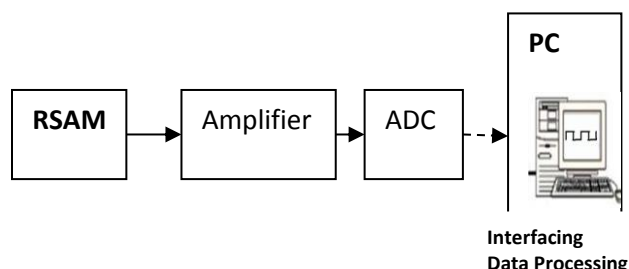 RSAM
Amplifier
ADC
PC
Interfacing
Data Processing